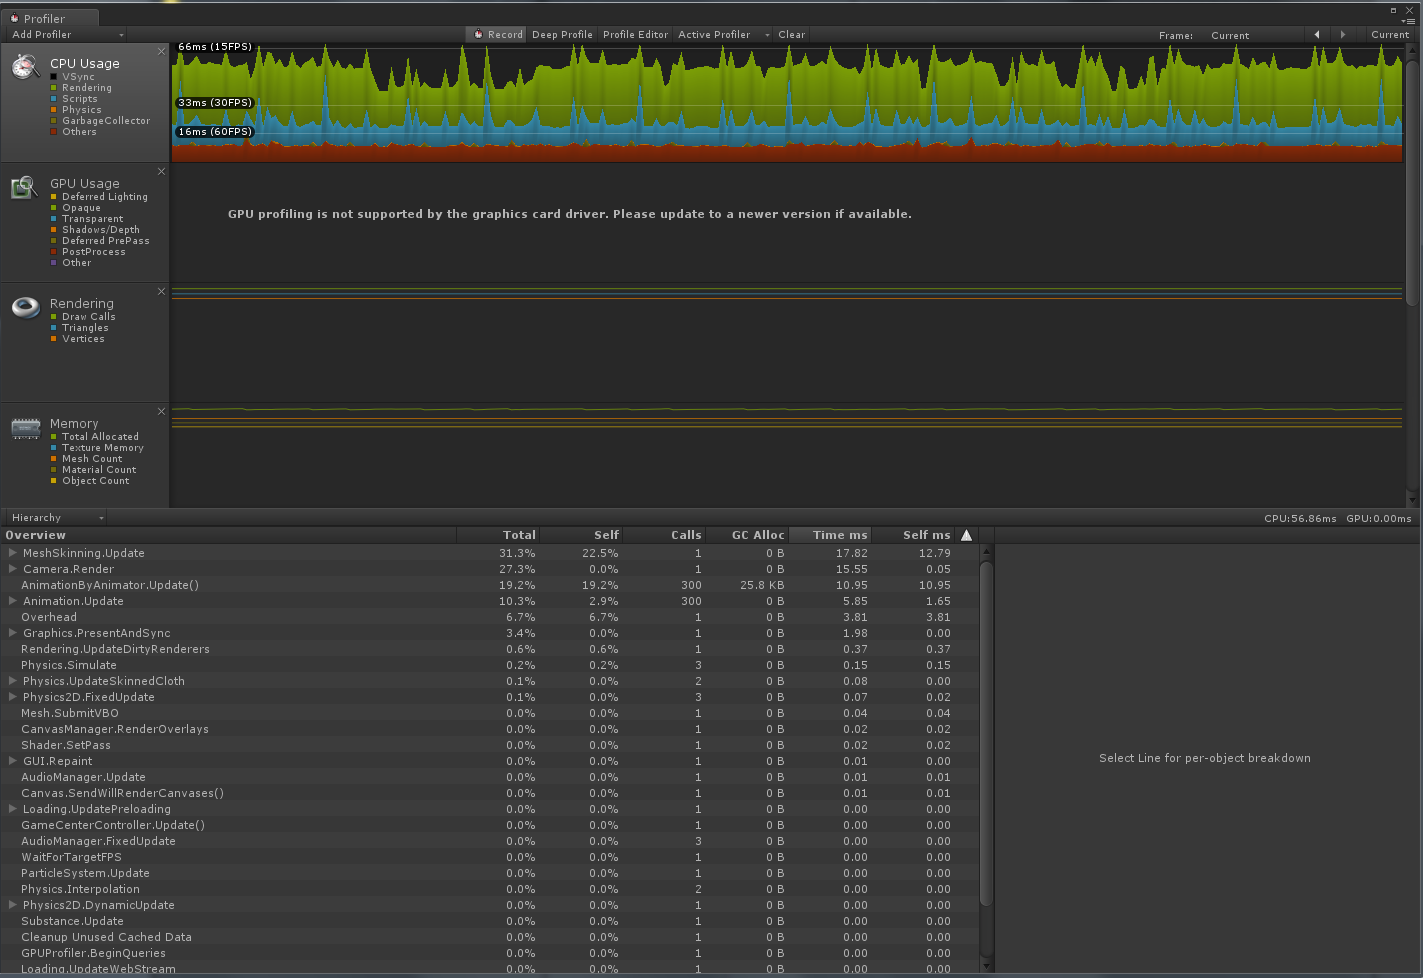 Profiler
Add Profiler Record Deep Profile Profile Editor Active Profiler Clear Frame: Current Current
CPU Usage
VSync
Rendering
Scripts
Physics
GarbageCollector
Others
66ms (15FPS)
33ms (30FPS)
16ms (60FPS)
GPU Usage
Deferred Lighting
Opaque
Transparent
Shadows/Depth
Deferred PrePass
PostProcess
Other
GPU profiling is not supported by the graphics card driver. Please update to a newer version if available.
Rendering
Draw Calls
Triangles
Vertices
Memory
Total Allocated
Texture Memory
Mesh Count
Material Count
Object Count
Hierarchy CPU:56.86ms GPU:0.00ms
Overview Total Self Calls GC Alloc Time ms Self ms
MeshSkinning.Update 31.3% 22.5% 1 0 B 17.82 12.79
Camera.Render 27.3% 0.0% 1 0 B 15.55 0.05
AnimationByAnimator.Update() 19.2% 19.2% 300 25.8 KB 10.95 10.95
Animation.Update 10.3% 2.9% 300 0 B 5.85 1.65
Overhead 6.7% 6.7% 1 0 B 3.81 3.81
Graphics.PresentAndSync 3.4% 0.0% 1 0 B 1.98 0.00
Rendering.UpdateDirtyRenderers 0.6% 0.6% 1 0 B 0.37 0.37
Physics.Simulate 0.2% 0.2% 3 0 B 0.15 0.15
Physics.UpdateSkinnedCloth 0.1% 0.0% 2 0 B 0.08 0.00
Physics2D.FixedUpdate 0.1% 0.0% 3 0 B 0.07 0.02
Mesh.SubmitVBO 0.0% 0.0% 1 0 B 0.04 0.04
CanvasManager.RenderOverlays 0.0% 0.0% 1 0 B 0.02 0.02
Shader.SetPass 0.0% 0.0% 1 0 B 0.02 0.02
GUI.Repaint 0.0% 0.0% 1 0 B 0.01 0.00
AudioManager.Update 0.0% 0.0% 1 0 B 0.01 0.01
Canvas.SendWillRenderCanvases() 0.0% 0.0% 1 0 B 0.01 0.01
Loading.UpdatePreloading 0.0% 0.0% 1 0 B 0.00 0.00
GameCenterController.Update() 0.0% 0.0% 1 0 B 0.00 0.00
AudioManager.FixedUpdate 0.0% 0.0% 3 0 B 0.00 0.00
WaitForTargetFPS 0.0% 0.0% 1 0 B 0.00 0.00
ParticleSystem.Update 0.0% 0.0% 1 0 B 0.00 0.00
Physics.Interpolation 0.0% 0.0% 2 0 B 0.00 0.00
Physics2D.DynamicUpdate 0.0% 0.0% 1 0 B 0.00 0.00
Substance.Update 0.0% 0.0% 1 0 B 0.00 0.00
Cleanup Unused Cached Data 0.0% 0.0% 1 0 B 0.00 0.00
GPUProfiler.BeginQueries 0.0% 0.0% 1 0 B 0.00 0.00
Loading.UpdateWebStream 0.0% 0.0% 1 0 B 0.00 0.00
Select Line for per-object breakdown